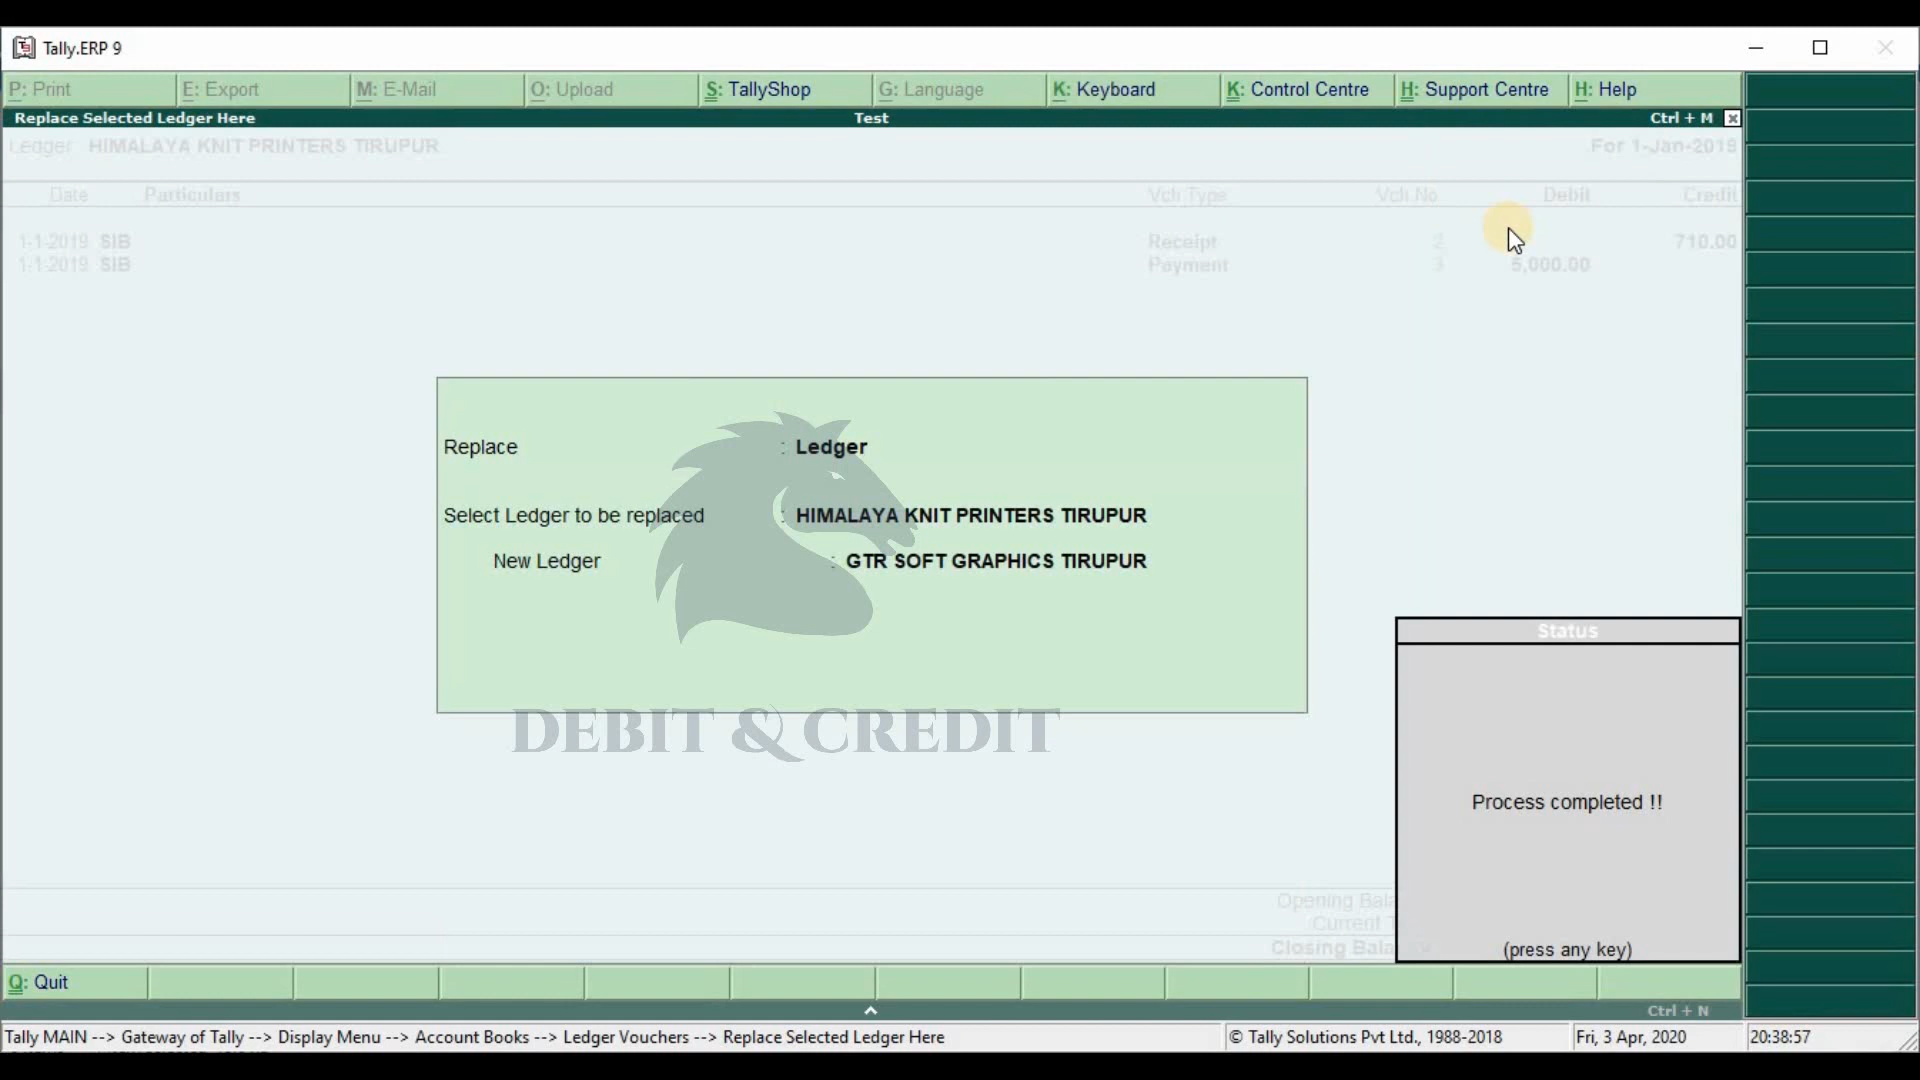 Tally.ERP 9
P: Print E: Export M: E-Mail O: Upload S: TallyShop G: Language K: Keyboard K: Control Centre H: Support Centre H: Help
Replace Selected Ledger Here Test Ctrl + M
Ledger: HIMALAYA KNIT PRINTERS TIRUPUR For 1-Jan-2019
Date Particulars Vch Type Vch No Debit Credit
1-1-2019 SIB Receipt 2 710.00
1-1-2019 SIB Payment 3 5,000.00
Replace : Ledger
Select Ledger to be replaced : HIMALAYA KNIT PRINTERS TIRUPUR
New Ledger : GTR SOFT GRAPHICS TIRUPUR
Status
DEBIT & CREDIT
Process completed !!
Opening
Current
Closing
(press any key)
Q: Quit
Ctrl + N
Tally MAIN --> Gateway of Tally --> Display Menu --> Account Books --> Ledger Vouchers --> Replace Selected Ledger Here © Tally Solutions Pvt Ltd., 1988-2018 Fri, 3 Apr, 2020 20:38:57